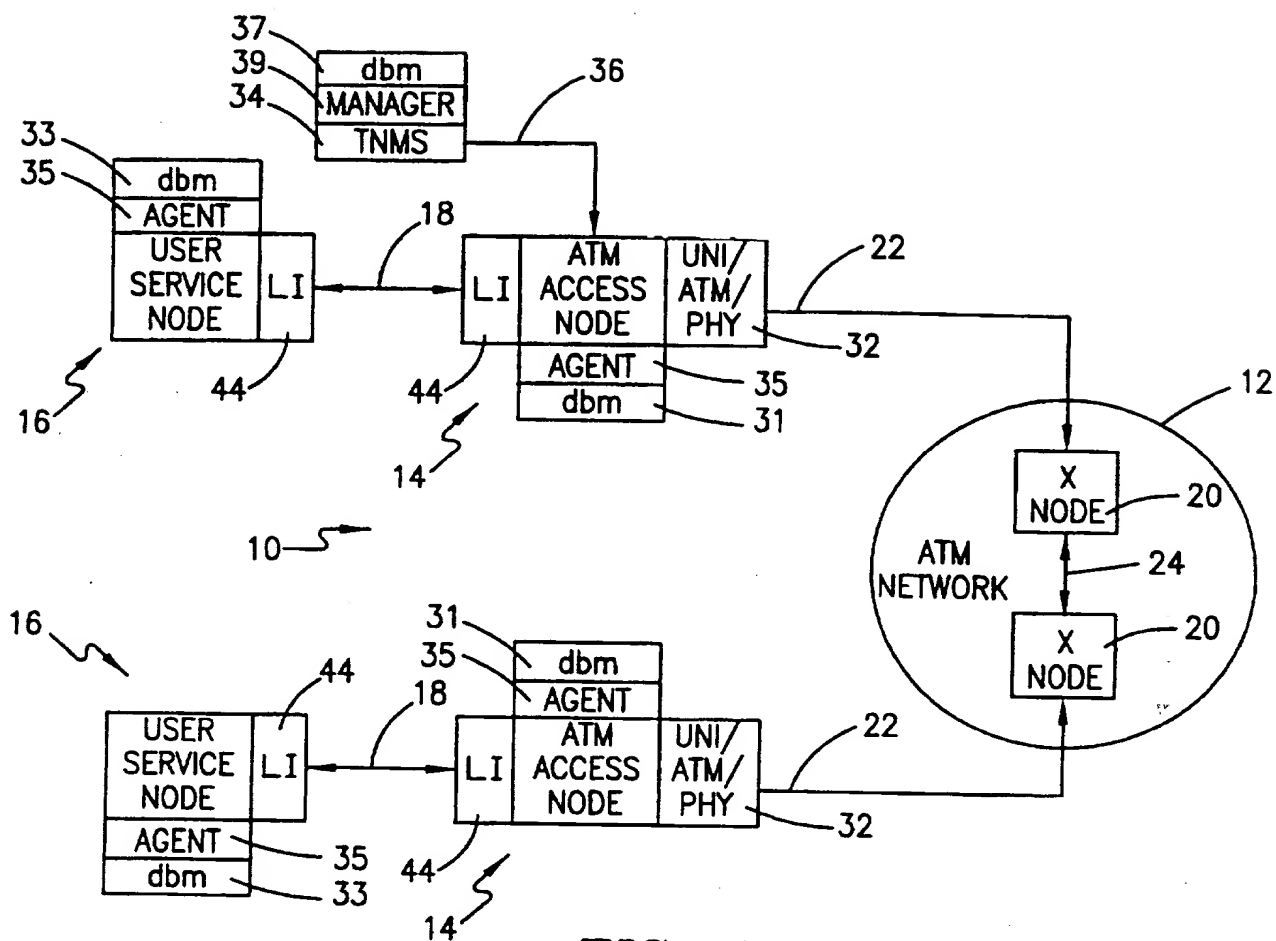 37
dbm
39
MANAGER
36
34
TNMS
33
dbm
35
AGENT
18
USER
SERVICE
NODE
LI
LI
ATM
ACCESS
NODE
UNI/
ATM/
PHY
22
32
44
44
AGENT
35
dbm
31
16
14
12
X
NODE
20
10
ATM
NETWORK
24
X
NODE
20
16
31
dbm
35
AGENT
44
18
USER
SERVICE
NODE
LI
LI
ATM
ACCESS
NODE
UNI/
ATM/
PHY
22
32
AGENT
35
44
dbm
33
14